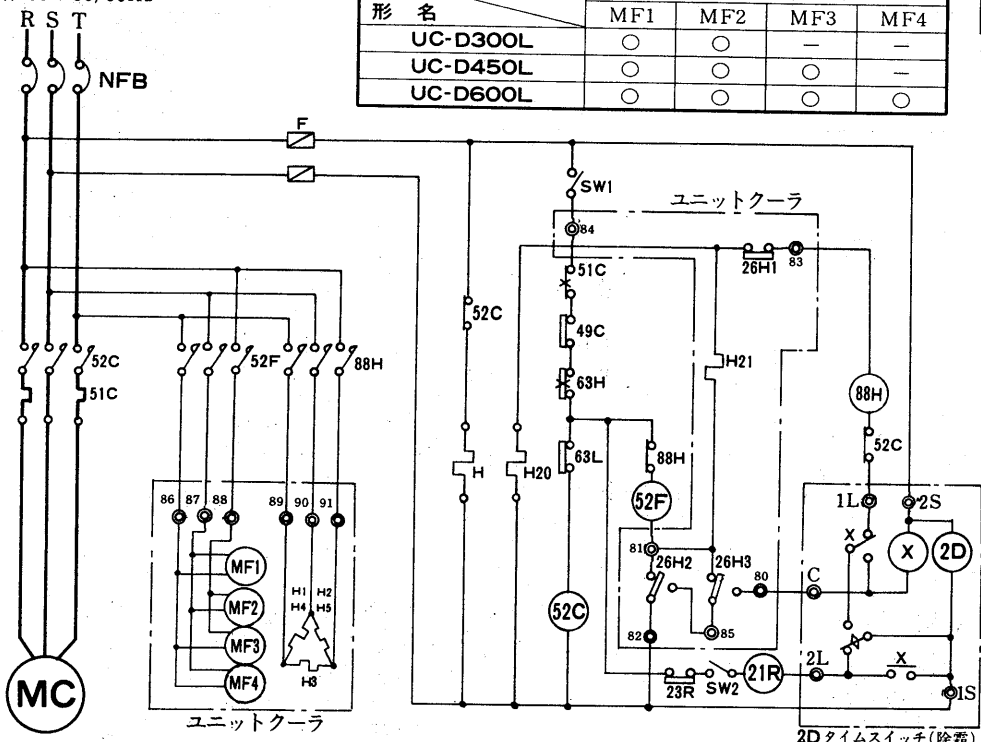 R S T
NFB
形 名
MF1 MF2 MF3 MF4
UC-D300L ○ ○ － －
UC-D450L ○ ○ ○ －
UC-D600L ○ ○ ○ ○
F
SW1
ユニットクーラ
84
51C
26H1
83
52C
49C
63H
H21
52C
51C
52F
88H
88H
52C
H
H20
63L
88H
52F
1L
2S
86 87 88 89 90 91
81
26H2
26H3
80
C
X
X
2D
MF1
MF2
MF3
MF4
H1 H2
H4 H5
H3
52C
82
85
23R
SW2
21R
2L
X
1S
MC
ユニットクーラ
2Dタイムスイッチ(除霜)